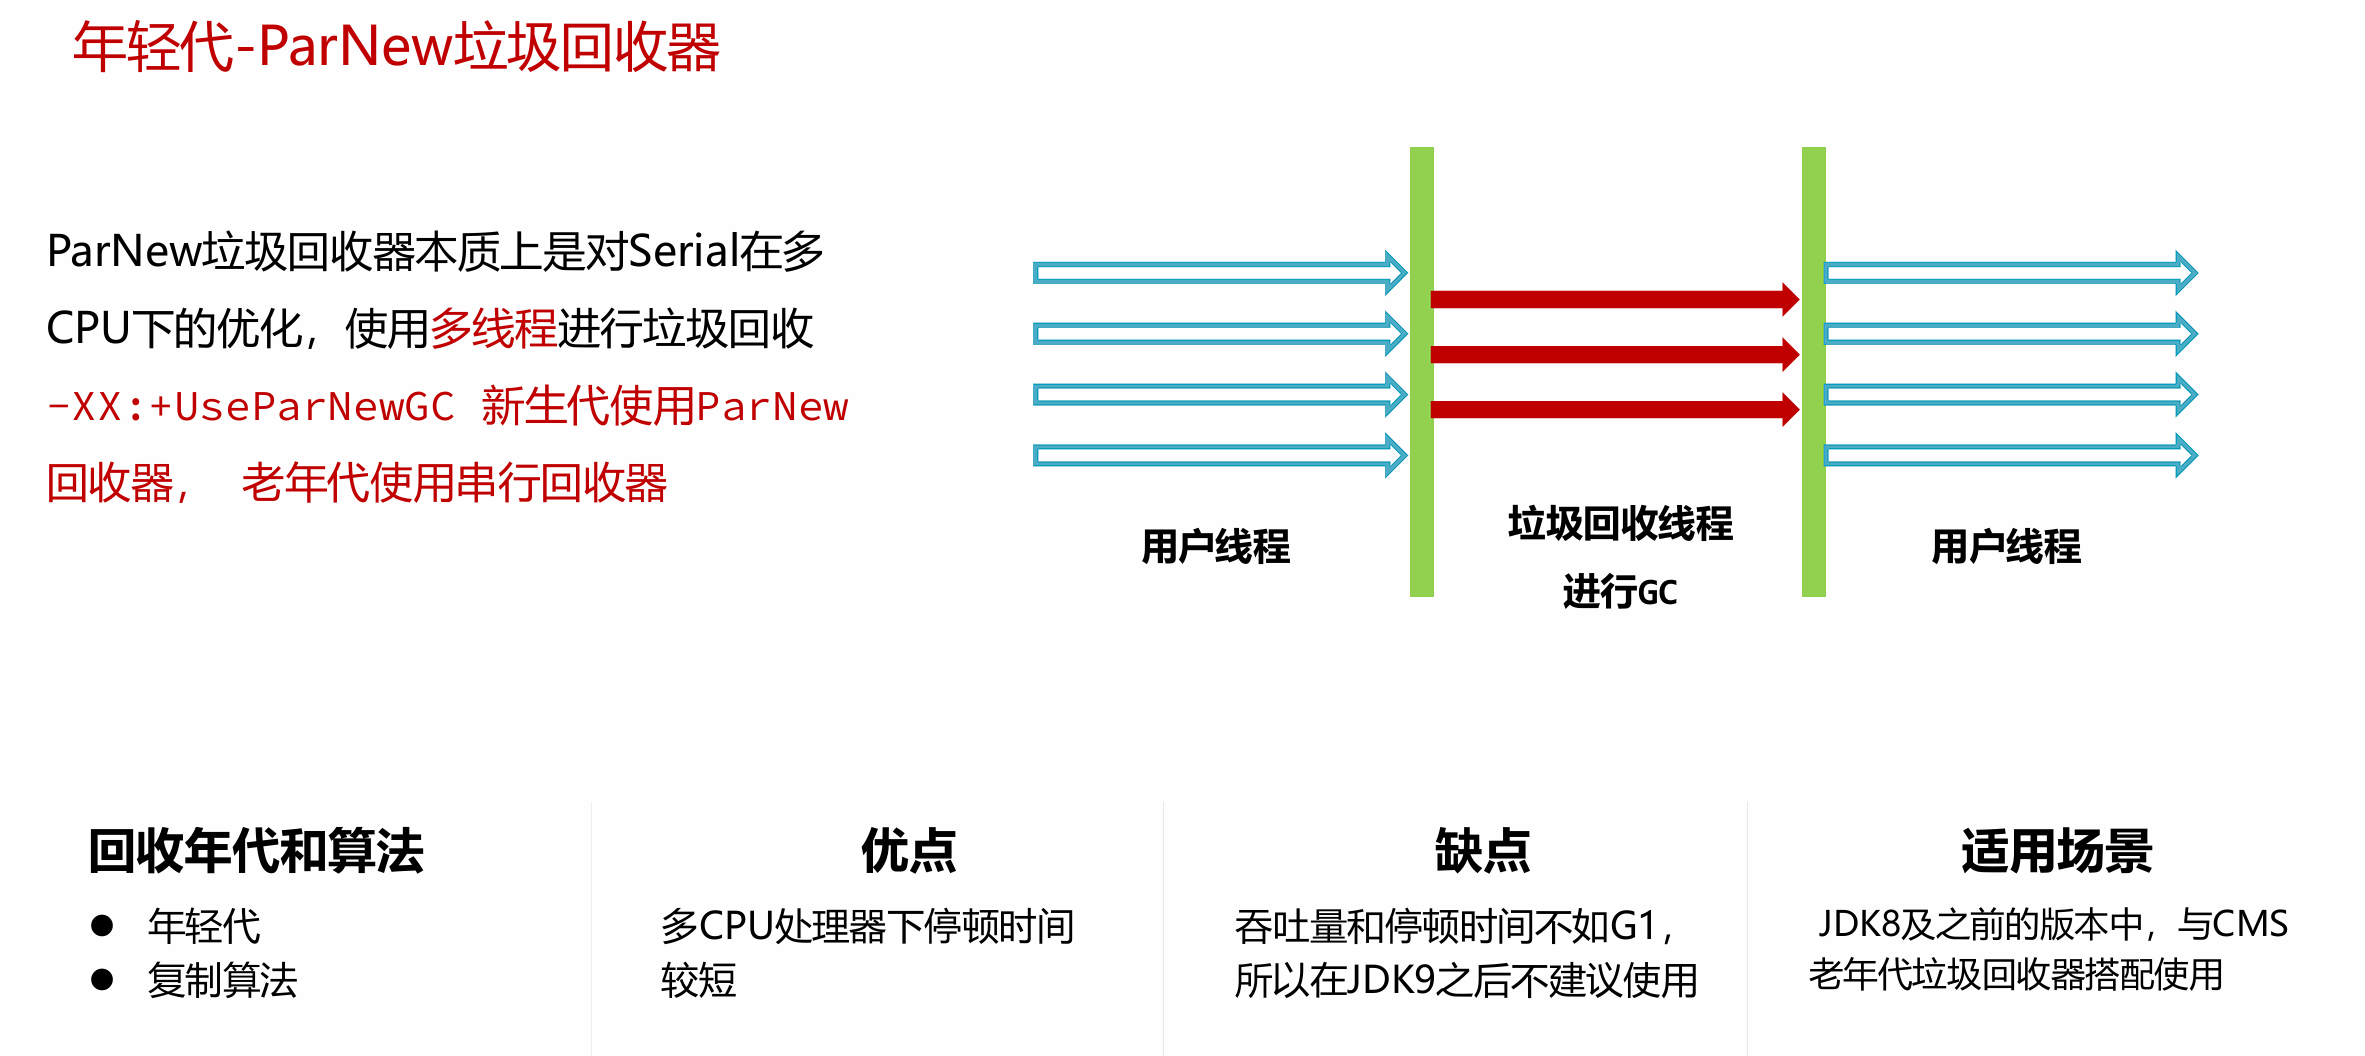 年轻代-ParNew垃圾回收器
ParNew垃圾回收器本质上是对Serial在多
CPU下的优化，使用多线程进行垃圾回收
-XX:+UseParNewGC 新生代使用ParNew
回收器， 老年代使用串行回收器
用户线程
垃圾回收线程
进行GC
用户线程
回收年代和算法
● 年轻代
● 复制算法
优点
多CPU处理器下停顿时间
较短
缺点
吞吐量和停顿时间不如G1，
所以在JDK9之后不建议使用
适用场景
JDK8及之前的版本中，与CMS
老年代垃圾回收器搭配使用